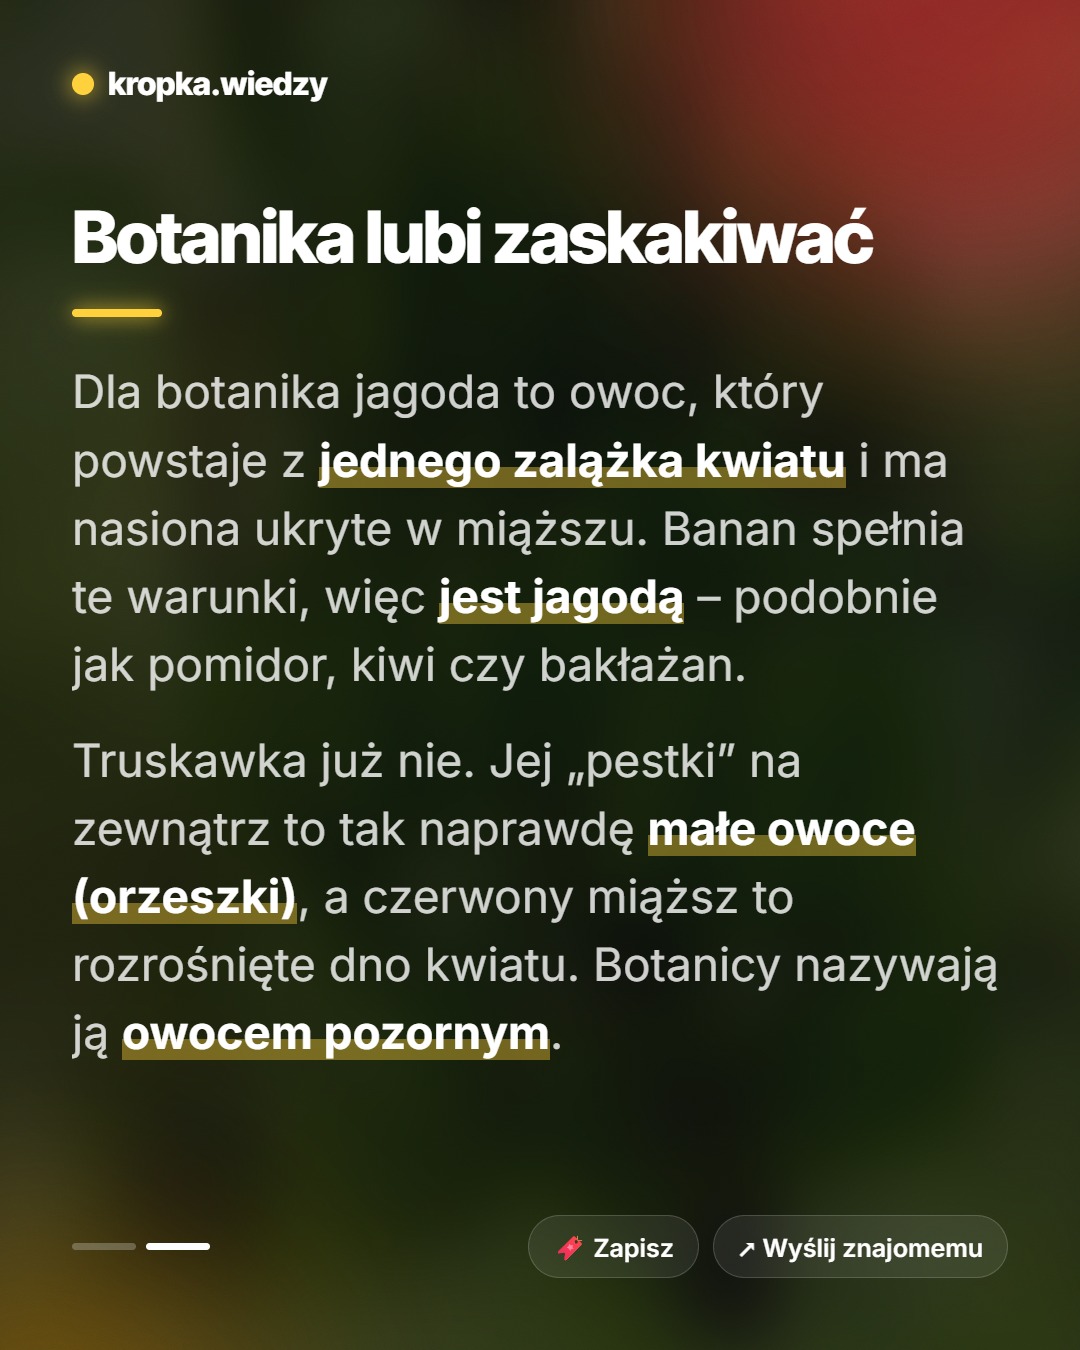 kropka.wiedzy
Botanika lubi zaskakiwać
Dla botanika jagoda to owoc, który
powstaje z jednego zalążka kwiatu i ma
nasiona ukryte w miąższu. Banan spełnia
te warunki, więc jest jagodą – podobnie
jak pomidor, kiwi czy bakłażan.
Truskawka już nie. Jej „pestki” na
zewnątrz to tak naprawdę małe owoce
(orzeszki), a czerwony miąższ to
rozrośnięte dno kwiatu. Botanicy nazywają
ją owocem pozornym.
Zapisz
↗ Wyślij znajomemu